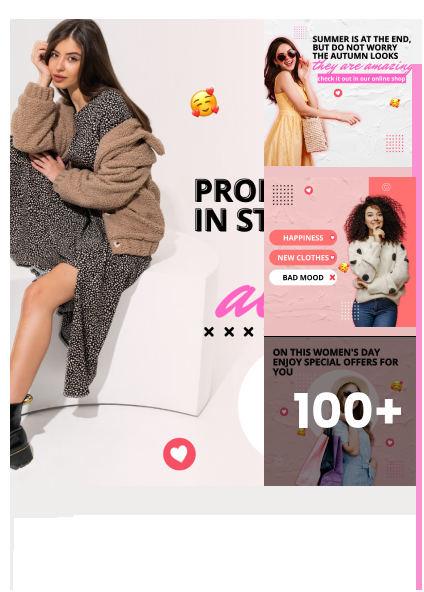 SUMMER IS AT THE END,
BUT DO NOT WORRY
THE AUTUMN LOOKS
they are amazing
check it out in our online shop
IN ST
HAPPINESS
NEW CLOTHES
BAD MOOD
ON THIS WOMEN'S DAY
ENJOY SPECIAL OFFERS FOR
YOU
100+